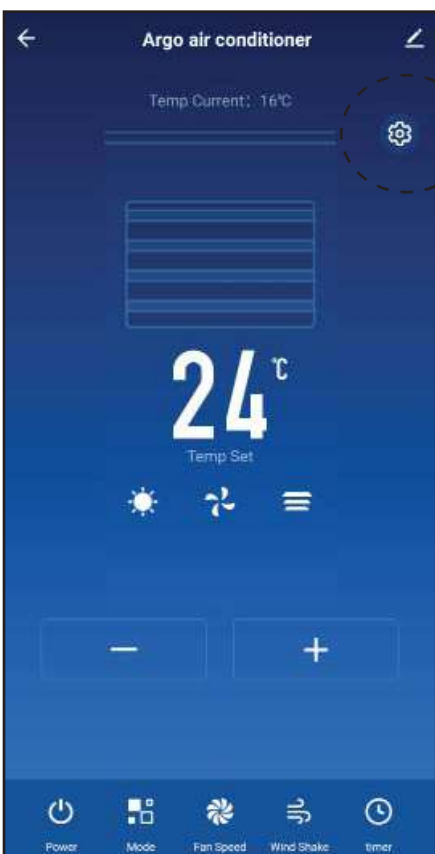 Argo air conditioner
Temp Current: 16℃
24 ℃
Temp Set
Power Mode Fan Speed Wind Shake timer